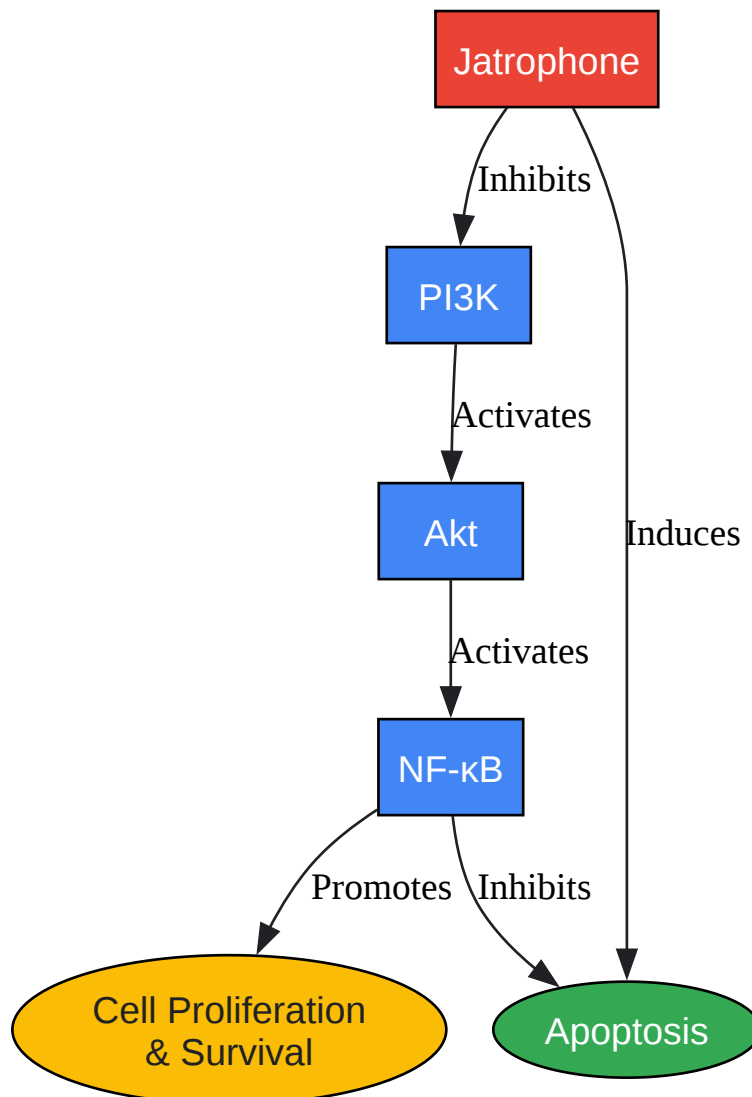 Jatrophone
Inhibits
PI3K
Activates
Akt
Induces
Activates
NF-κB
Promotes
Inhibits
Cell Proliferation
& Survival
Apoptosis